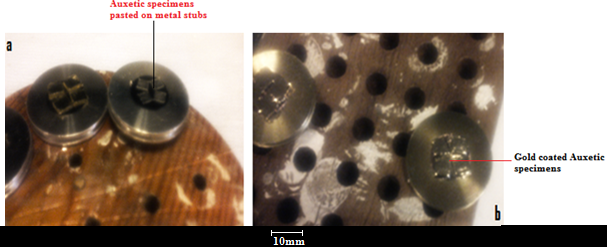 Auxetic specimens
pasted on metal stubs
a
Gold coated Auxetic
specimens
b
10mm